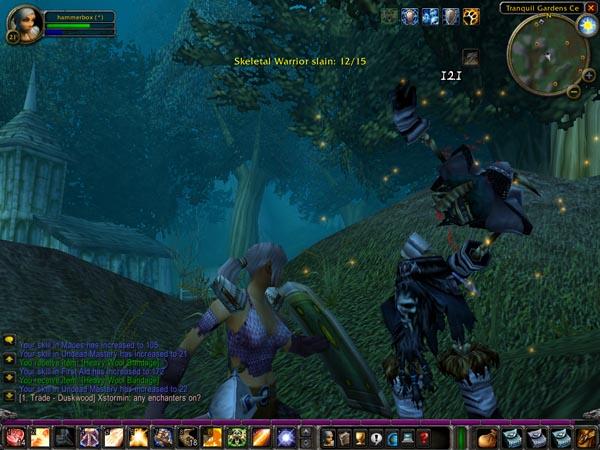 hammerbox (*)
21
Tranquil Gardens Ce
N
Skeletal Warrior slain: 12/15
121
Your skill in Maces has increased to 105
Your skill in Undead Mastery has increased to 21
You receive item: [Heavy Wool Bandage]
Your skill in First Aid has increased to 172
You receive item: [Heavy Wool Bandage]
Your skill in Undead Mastery has increased to 22
[1. Trade - Duskwood] Xstormin: any enchanters on?